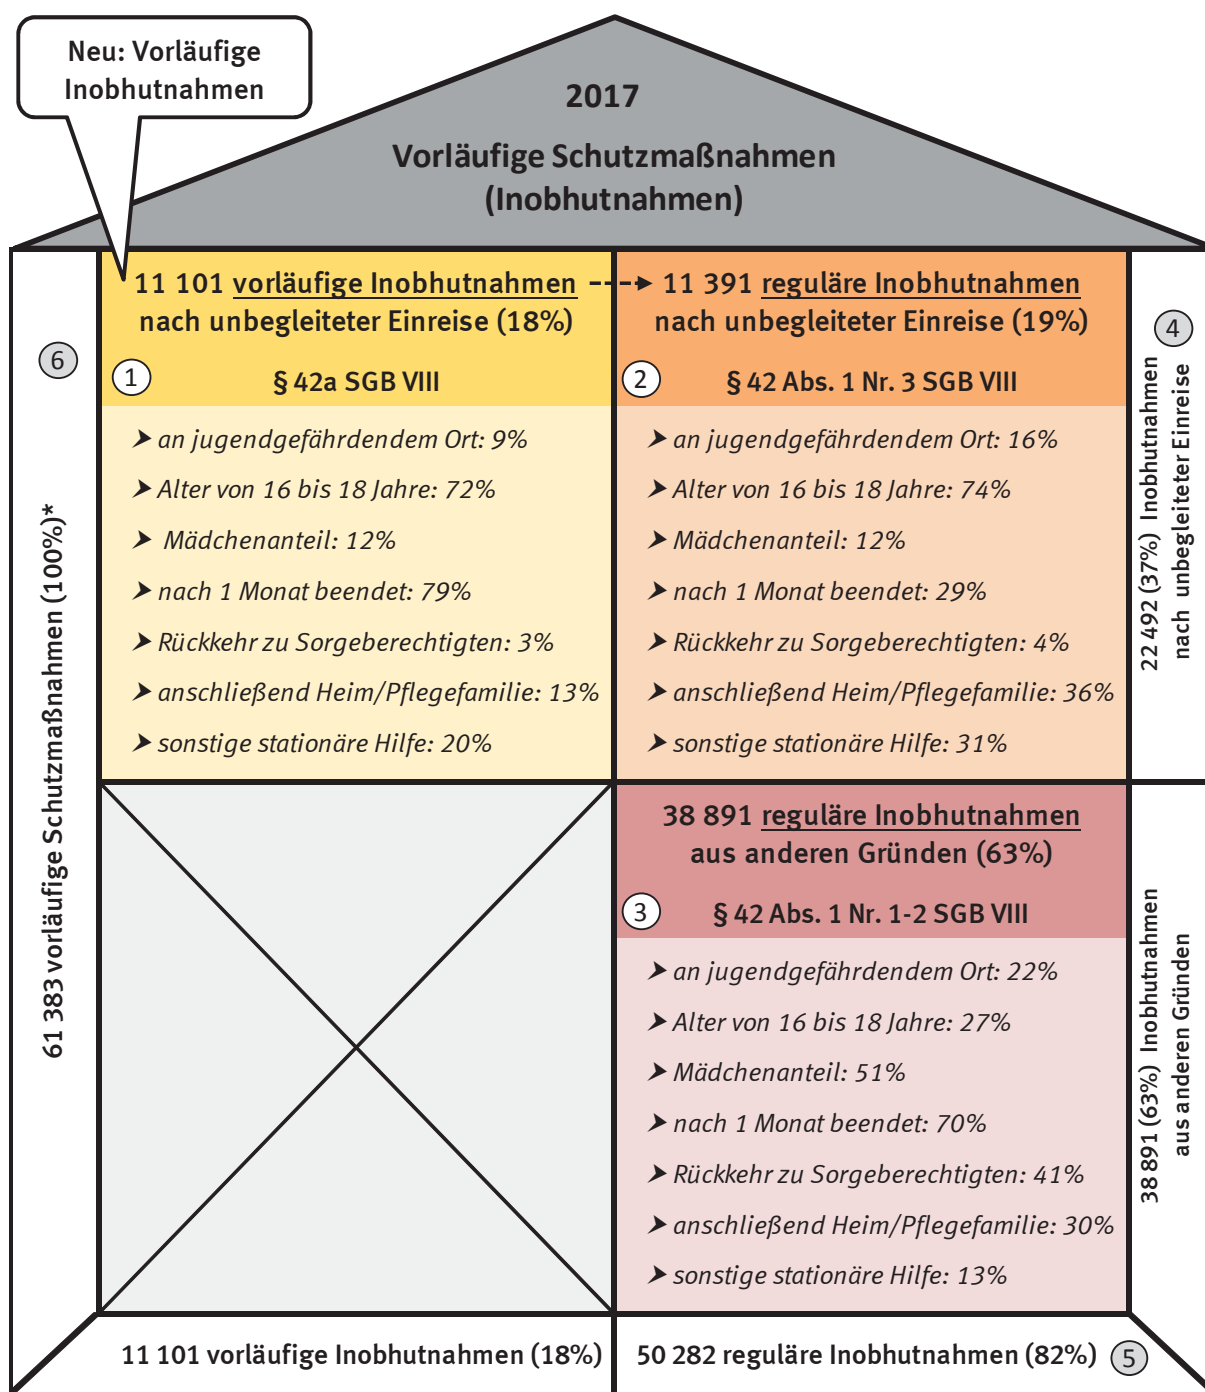 Neu: Vorläufige
Inobhutnahmen
2017
Vorläufige Schutzmaßnahmen
(Inobhutnahmen)
11 101 vorläufige Inobhutnahmen
nach unbegleiteter Einreise (18%)
1
§ 42a SGB VIII
an jugendgefährdendem Ort: 9%
Alter von 16 bis 18 Jahre: 72%
Mädchenanteil: 12%
nach 1 Monat beendet: 79%
Rückkehr zu Sorgeberechtigten: 3%
anschließend Heim/Pflegefamilie: 13%
sonstige stationäre Hilfe: 20%
11 391 reguläre Inobhutnahmen
nach unbegleiteter Einreise (19%)
2
§ 42 Abs. 1 Nr. 3 SGB VIII
an jugendgefährdendem Ort: 16%
Alter von 16 bis 18 Jahre: 74%
Mädchenanteil: 12%
nach 1 Monat beendet: 29%
Rückkehr zu Sorgeberechtigten: 4%
anschließend Heim/Pflegefamilie: 36%
sonstige stationäre Hilfe: 31%
38 891 reguläre Inobhutnahmen
aus anderen Gründen (63%)
3
§ 42 Abs. 1 Nr. 1-2 SGB VIII
an jugendgefährdendem Ort: 22%
Alter von 16 bis 18 Jahre: 27%
Mädchenanteil: 51%
nach 1 Monat beendet: 70%
Rückkehr zu Sorgeberechtigten: 41%
anschließend Heim/Pflegefamilie: 30%
sonstige stationäre Hilfe: 13%
4
22 492 (37%) Inobhutnahmen
nach unbegleiteter Einreise
38 891 (63%) Inobhutnahmen
aus anderen Gründen
11 101 vorläufige Inobhutnahmen (18%)
50 282 reguläre Inobhutnahmen (82%)
5
6
61 383 vorläufige Schutzmaßnahmen (100%)*